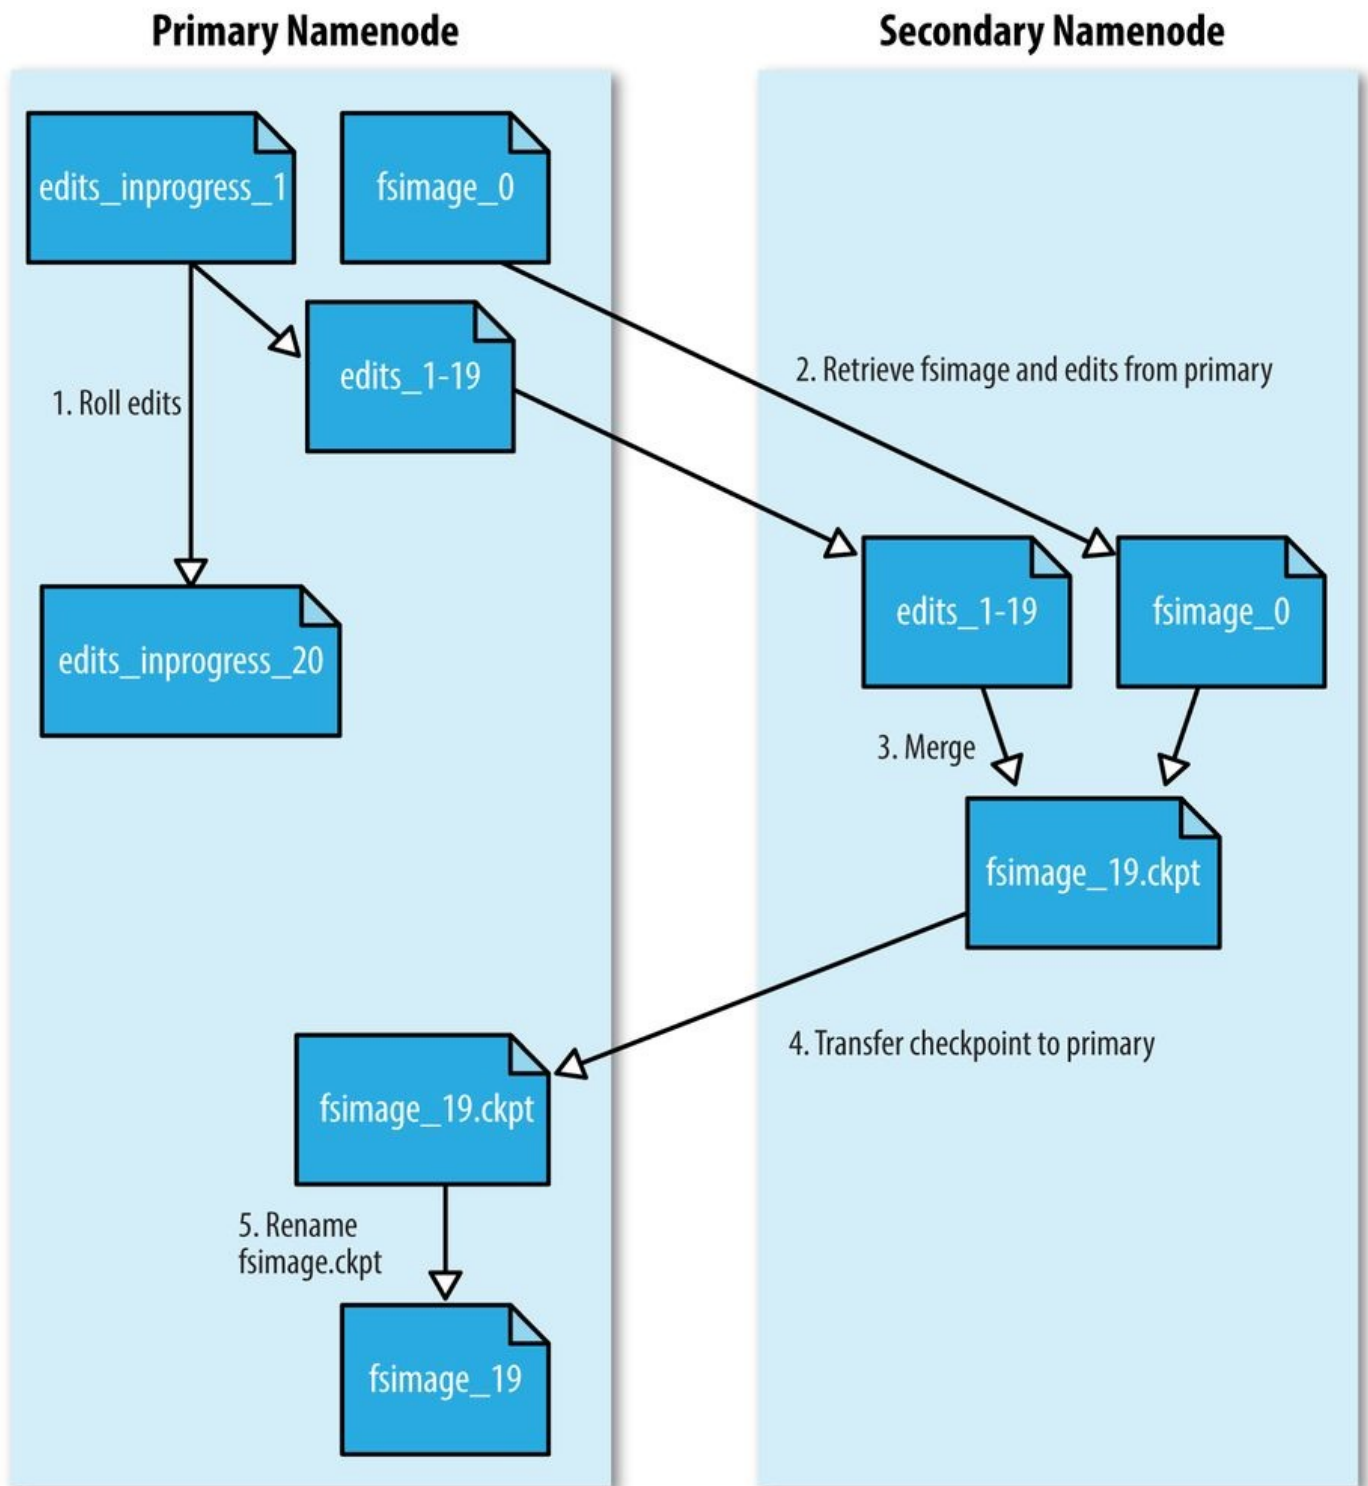 Primary Namenode
Secondary Namenode
edits_inprogress_1
fsimage_0
edits_1-19
1. Roll edits
2. Retrieve fsimage and edits from primary
edits_inprogress_20
edits_1-19
fsimage_0
3. Merge
fsimage_19.ckpt
4. Transfer checkpoint to primary
fsimage_19.ckpt
5. Rename
fsimage.ckpt
fsimage_19